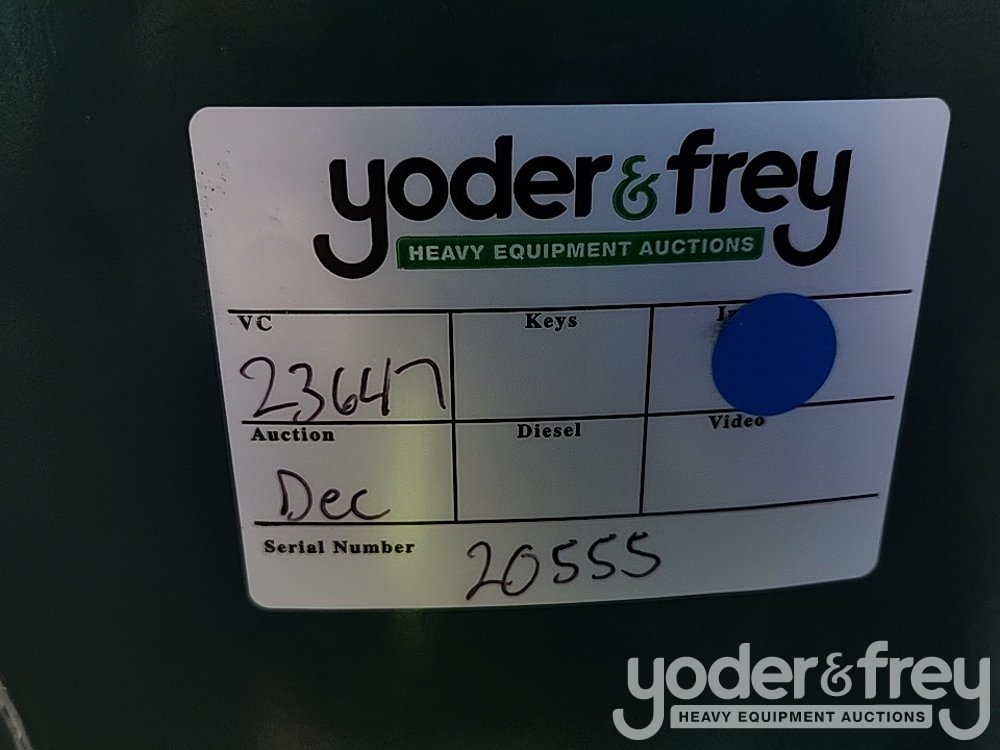 yoder & frey
HEAVY EQUIPMENT AUCTIONS
VC Keys
23647
Auction Diesel Video
Dec
Serial Number 20555
yoder & frey
HEAVY EQUIPMENT AUCTIONS